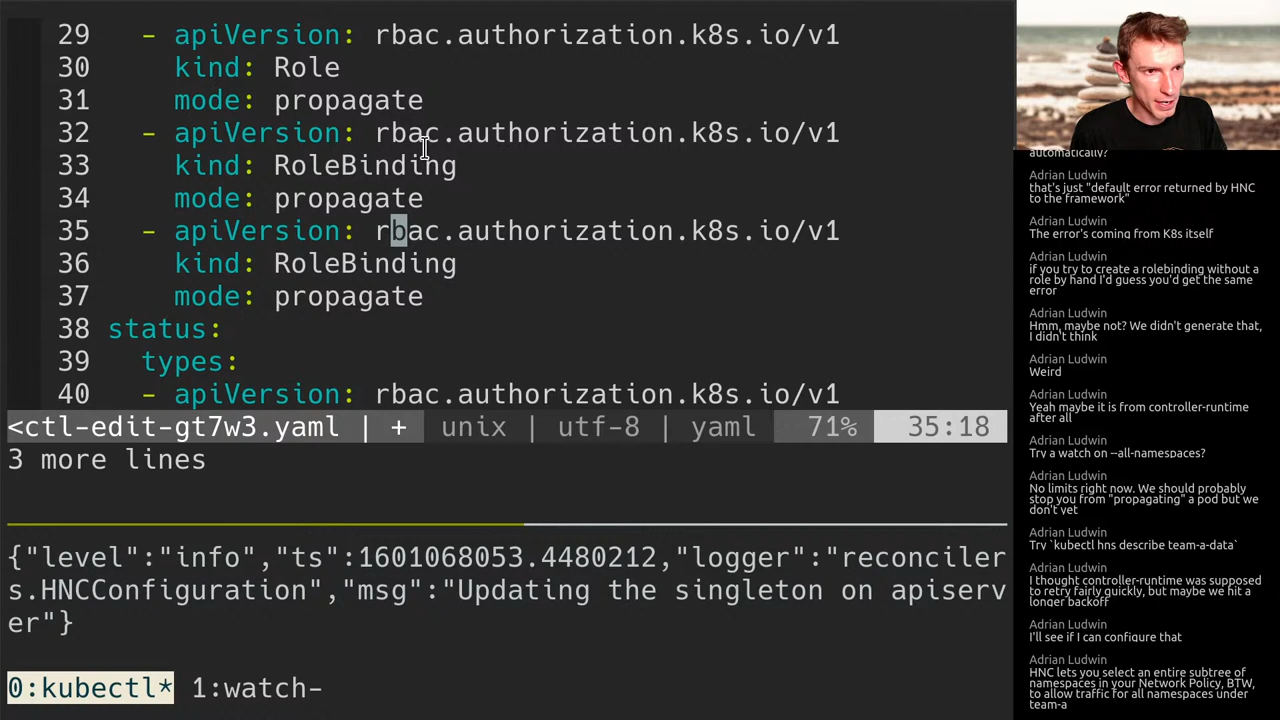 29   - apiVersion: rbac.authorization.k8s.io/v1
30     kind: Role
31     mode: propagate
32   - apiVersion: rbac.authorization.k8s.io/v1
33     kind: RoleBinding
34     mode: propagate
35   - apiVersion: rbac.authorization.k8s.io/v1
36     kind: RoleBinding
37     mode: propagate
38 status:
39   types:
40   - apiVersion: rbac.authorization.k8s.io/v1
<ctl-edit-gt7w3.yaml | + unix | utf-8 | yaml 71% 35:18
3 more lines
{"level":"info","ts":1601068053.4480212,"logger":"reconciler
s.HNCConfiguration","msg":"Updating the singleton on apiserv
er"}
0:kubectl* 1:watch-
automatically?
Adrian Ludwin
that's just "default error returned by HNC
to the framework"
Adrian Ludwin
The error's coming from K8s itself
Adrian Ludwin
if you try to create a rolebinding without a
role by hand I'd guess you'd get the same
error
Adrian Ludwin
Hmm, maybe not? We didn't generate that,
I didn't think
Adrian Ludwin
Weird
Adrian Ludwin
Yeah maybe it is from controller-runtime
after all
Adrian Ludwin
Try a watch on --all-namespaces?
Adrian Ludwin
No limits right now. We should probably
stop you from "propagating" a pod but we
don't yet
Adrian Ludwin
Try `kubectl hns describe team-a-data`
Adrian Ludwin
I thought controller-runtime was supposed
to retry fairly quickly, but maybe we hit a
longer backoff
Adrian Ludwin
I'll see if I can configure that
Adrian Ludwin
HNC lets you select an entire subtree of
namespaces in your Network Policy, BTW,
to allow traffic for all namespaces under
team-a